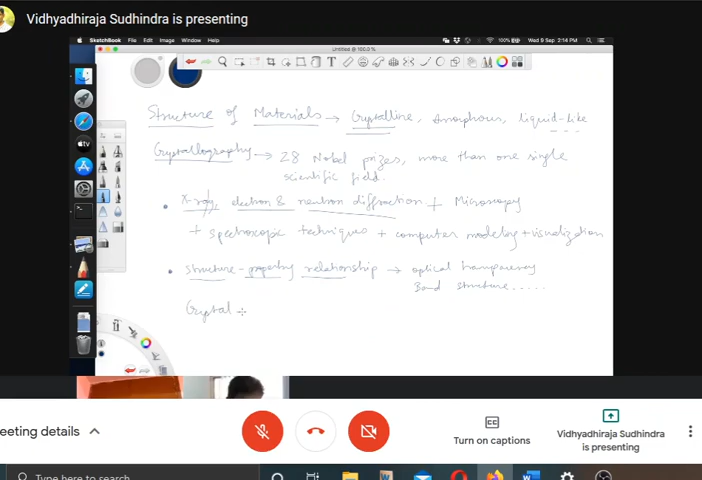 Vidhyadhiraja Sudhindra is presenting
SketchBook File Edit Image Window Help
100% Wed 9 Sep 2:14 PM
Untitled @ 100.0 %
Structure of Materials → Crystalline, Amorphous, liquid-like
Crystallography → 28 Nobel prizes, more than one single
scientific field.
• X-ray, electron & neutron diffraction + Microscopy
+ spectroscopic techniques + computer modeling + visualization
• structure-property relationship → optical transparency
Band structure......
Crystal
eeting details
Turn on captions
Vidhyadhiraja Sudhindra
is presenting
Type here to search